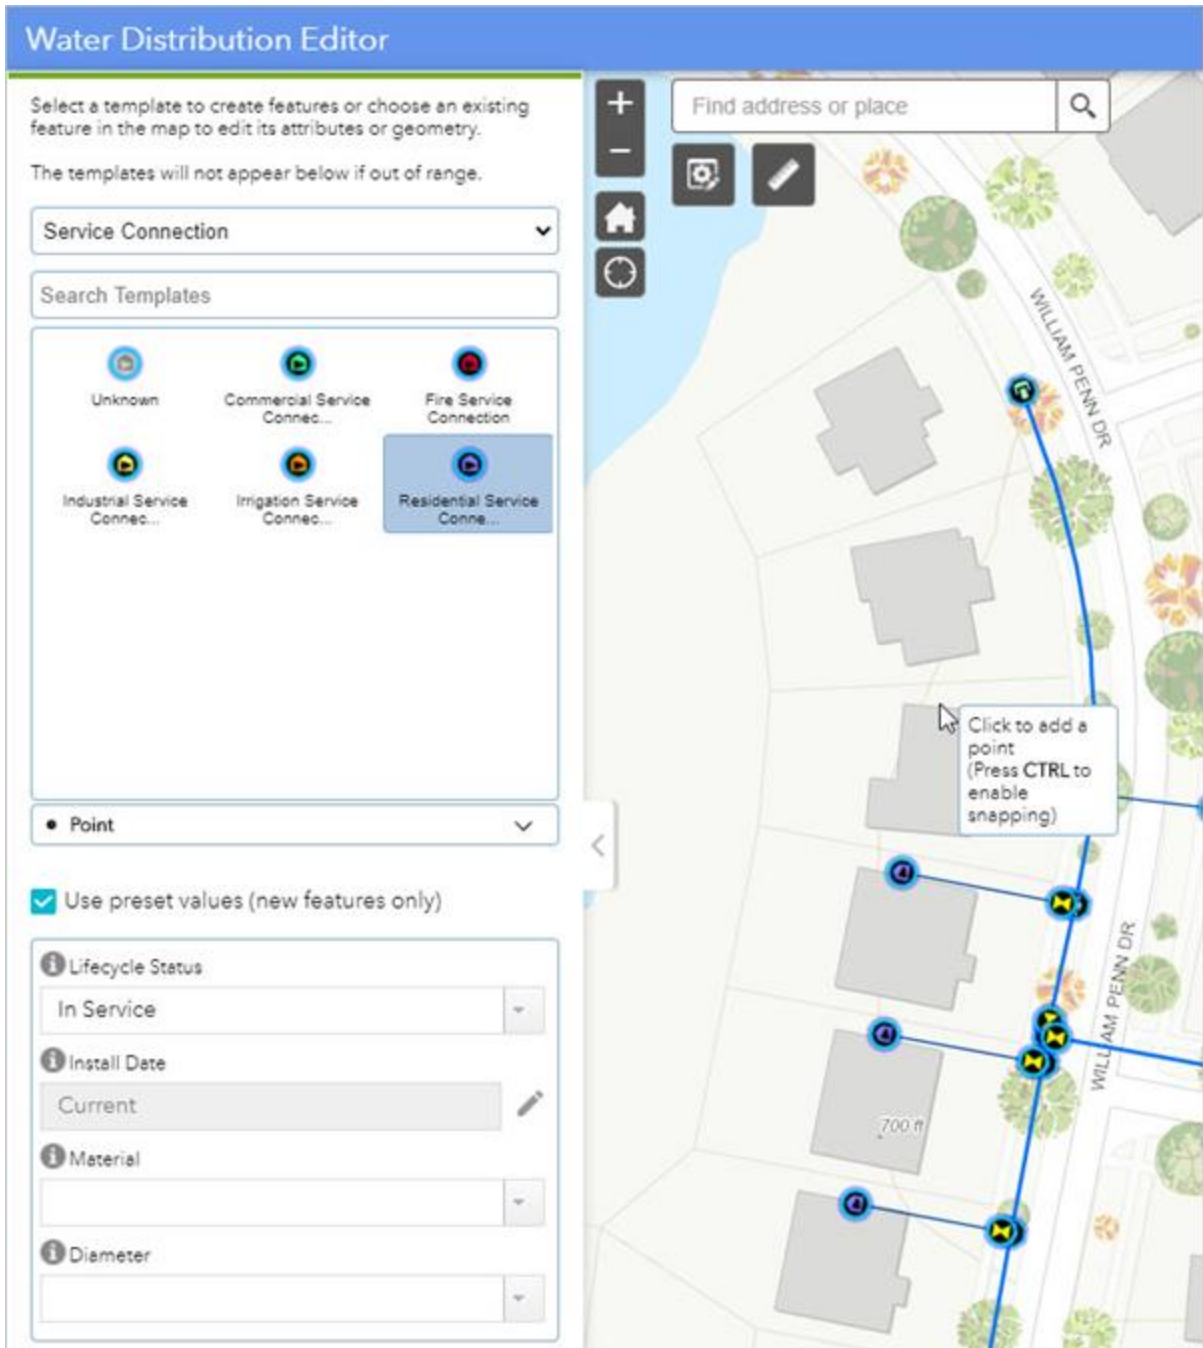 Water Distribution Editor
Select a template to create features or choose an existing
feature in the map to edit its attributes or geometry.
The templates will not appear below if out of range.
Service Connection
Search Templates
Unknown
Commercial Service
Connec...
Fire Service
Connection
Industrial Service
Connec...
Irrigation Service
Connec...
Residential Service
Conne...
Point
Use preset values (new features only)
Lifecycle Status
In Service
Install Date
Current
Material
Diameter
Find address or place
WILLIAM PENN DR
Click to add a
point
(Press CTRL to
enable
snapping)
WILLIAM PENN DR
700 ft